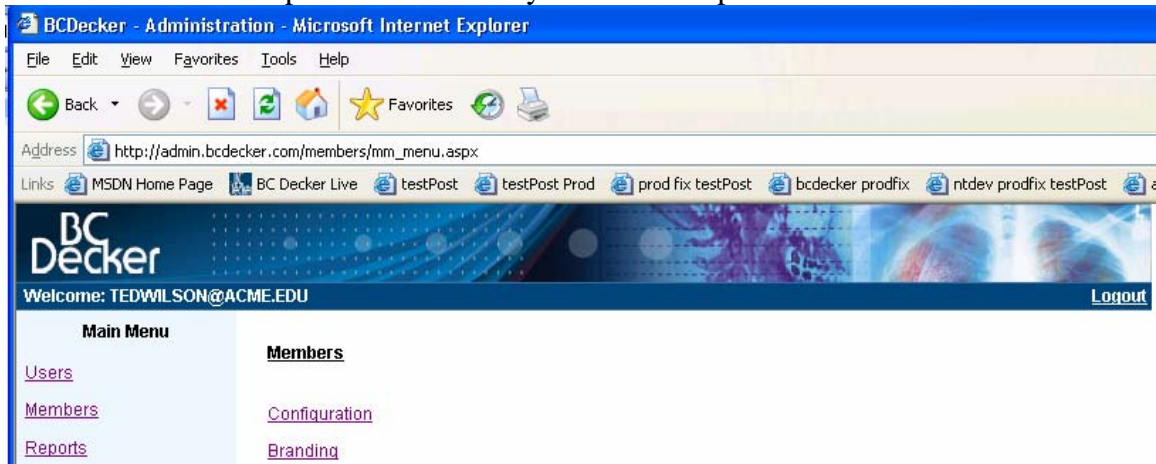 BCDecker - Administration - Microsoft Internet Explorer
File Edit View Favorites Tools Help
Back Favorites
Address http://admin.bcdecker.com/members/mm_menu.aspx
Links MSDN Home Page BC Decker Live testPost testPost Prod prod fix testPost bcdecker prodfix ntdev prodfix testPost
BC
Decker
Welcome: TEDWILSON@ACME.EDU Logout
Main Menu
Members
Users
Members
Configuration
Reports
Branding